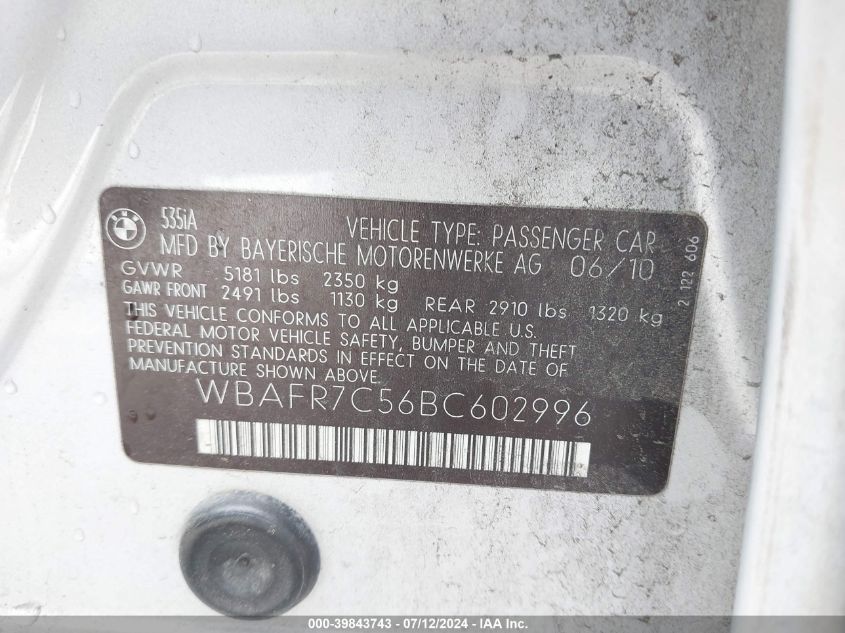 BMW
535iA
VEHICLE TYPE: PASSENGER CAR
MFD BY BAYERISCHE MOTORENWERKE AG 06/10
GVWR 5181 lbs 2350 kg
GAWR FRONT 2491 lbs 1130 kg REAR 2910 lbs 1320 kg
THIS VEHICLE CONFORMS TO ALL APPLICABLE U.S.
FEDERAL MOTOR VEHICLE SAFETY, BUMPER AND THEFT
PREVENTION STANDARDS IN EFFECT ON THE DATE OF
MANUFACTURE SHOWN ABOVE.
WBAFR7C56BC602996
2 122 606
000-39843743 - 07/12/2024 - IAA Inc.